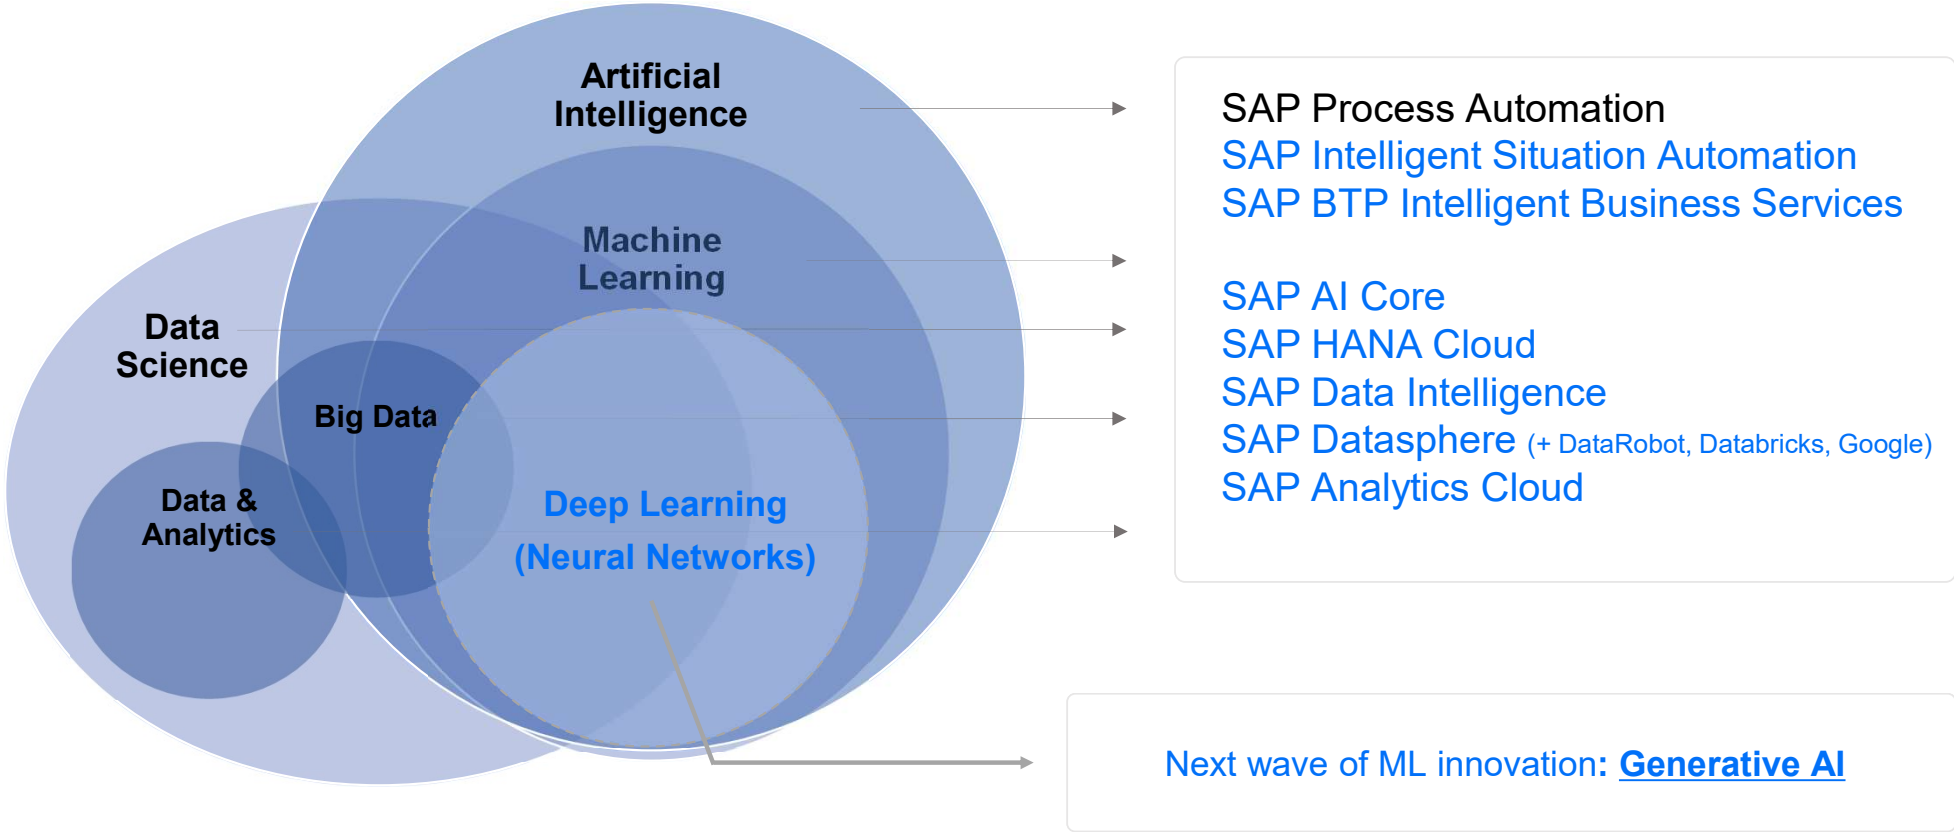 Artificial
Intelligence
Machine
Learning
Data
Science
Big Data
Data &
Analytics
Deep Learning
(Neural Networks)
SAP Process Automation
SAP Intelligent Situation Automation
SAP BTP Intelligent Business Services
SAP AI Core
SAP HANA Cloud
SAP Data Intelligence
SAP Datasphere (+ DataRobot, Databricks, Google)
SAP Analytics Cloud
Next wave of ML innovation: Generative AI